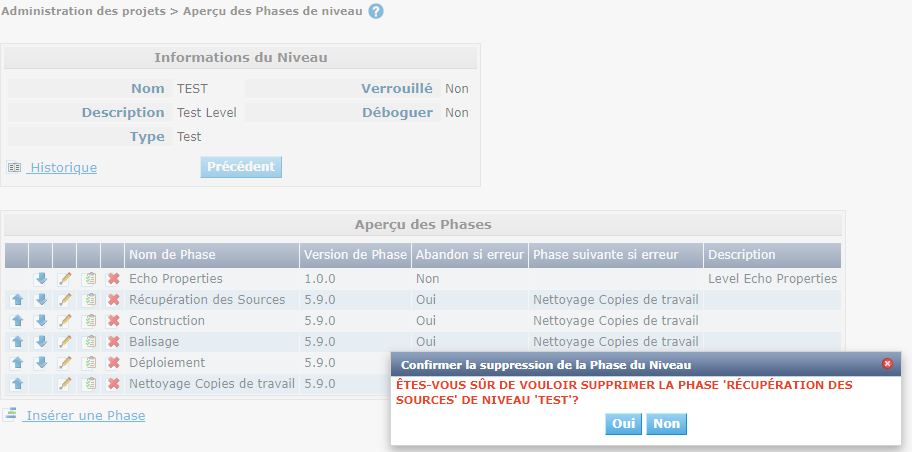 Administration des projets > Aperçu des Phases de niveau ?
Informations du Niveau
Nom TEST Verrouillé Non
Description Test Level Déboguer Non
Type Test
Historique Précédent
Aperçu des Phases
Nom de Phase Version de Phase Abandon si erreur Phase suivante si erreur Description
Echo Properties 1.0.0 Non Level Echo Properties
Récupération des Sources 5.9.0 Oui Nettoyage Copies de travail
Construction 5.9.0 Oui Nettoyage Copies de travail
Balisage 5.9.0 Oui Nettoyage Copies de travail
Déploiement 5.9.0
Nettoyage Copies de travail 5.9.0
Insérer une Phase
Confirmer la suppression de la Phase du Niveau
ÊTES-VOUS SÛR DE VOULOIR SUPPRIMER LA PHASE 'RÉCUPÉRATION DES
SOURCES' DE NIVEAU 'TEST'?
Oui Non